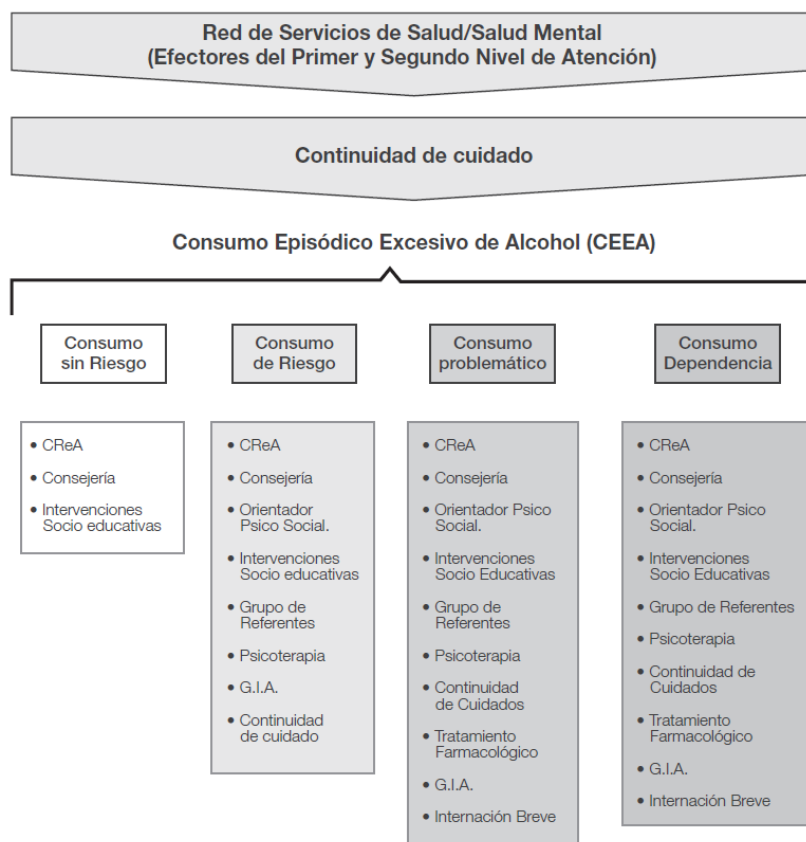 Red de Servicios de Salud/Salud Mental
(Efectores del Primer y Segundo Nivel de Atención)
Continuidad de cuidado
Consumo Episódico Excesivo de Alcohol (CEEA)
Consumo
sin Riesgo
Consumo
de Riesgo
Consumo
problemático
Consumo
Dependencia
• CReA
• Consejería
• Intervenciones
Socio educativas
• CReA
• Consejería
• Orientador
Psico Social.
• Intervenciones
Socio educativas
• Grupo de
Referentes
• Psicoterapia
• G.I.A.
• Continuidad
de cuidado
• CReA
• Consejería
• Orientador Psico
Social.
• Intervenciones
Socio Educativas
• Grupo de
Referentes
• Psicoterapia
• Continuidad
de Cuidados
• Tratamiento
Farmacológico
• G.I.A.
• Internación Breve
• CReA
• Consejería
• Orientador Psico
Social.
• Intervenciones
Socio Educativas
• Grupo de Referentes
• Psicoterapia
• Continuidad de
Cuidados
• Tratamiento
Farmacológico
• G.I.A.
• Internación Breve